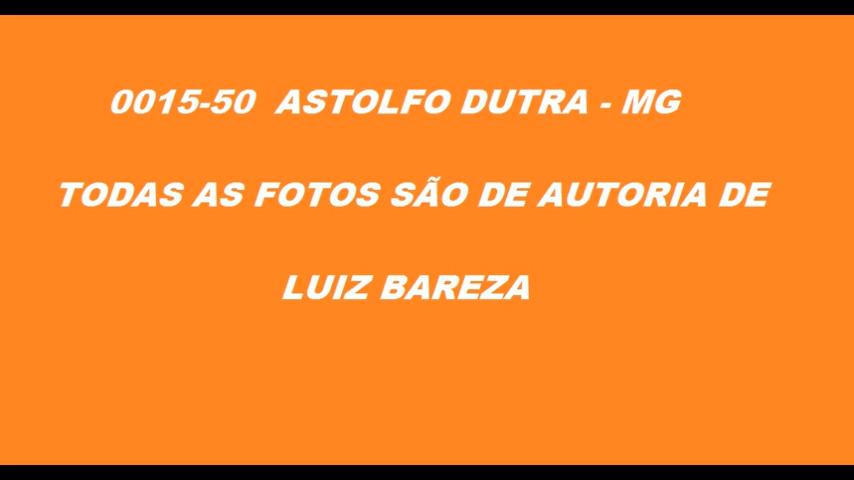 0015-50 ASTOLFO DUTRA - MG
TODAS AS FOTOS SÃO DE AUTORIA DE
LUIZ BAREZA